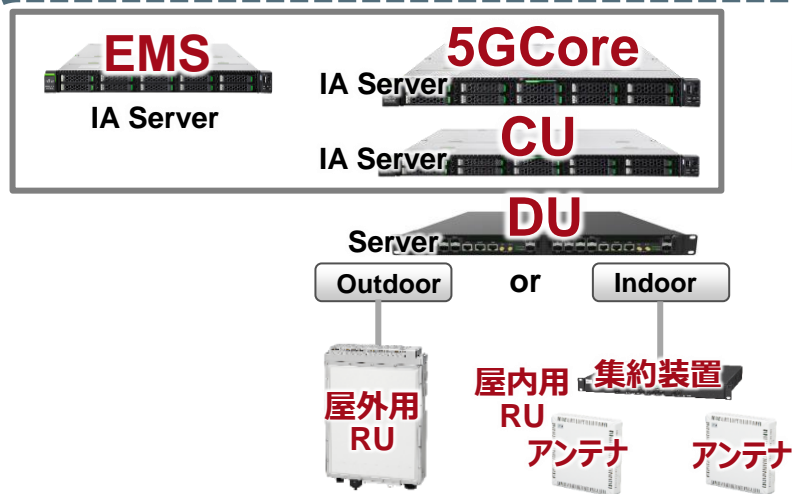 EMS
IA Server
5GCore
IA Server
CU
IA Server
DU
Server
Outdoor
or
Indoor
屋外用
RU
屋内用
RU
集約装置
アンテナ
アンテナ